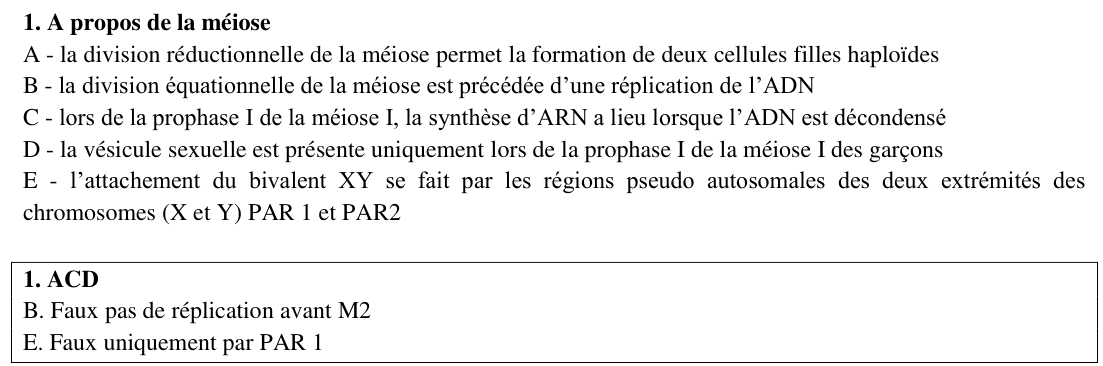 1. A propos de la méiose
A - la division réductionnelle de la méiose permet la formation de deux cellules filles haploïdes
B - la division équationnelle de la méiose est précédée d’une réplication de l’ADN
C - lors de la prophase I de la méiose I, la synthèse d’ARN a lieu lorsque l’ADN est décondensé
D - la vésicule sexuelle est présente uniquement lors de la prophase I de la méiose I des garçons
E - l’attachement du bivalent XY se fait par les régions pseudo autosomales des deux extrémités des
chromosomes (X et Y) PAR 1 et PAR2
1. ACD
B. Faux pas de réplication avant M2
E. Faux uniquement par PAR 1